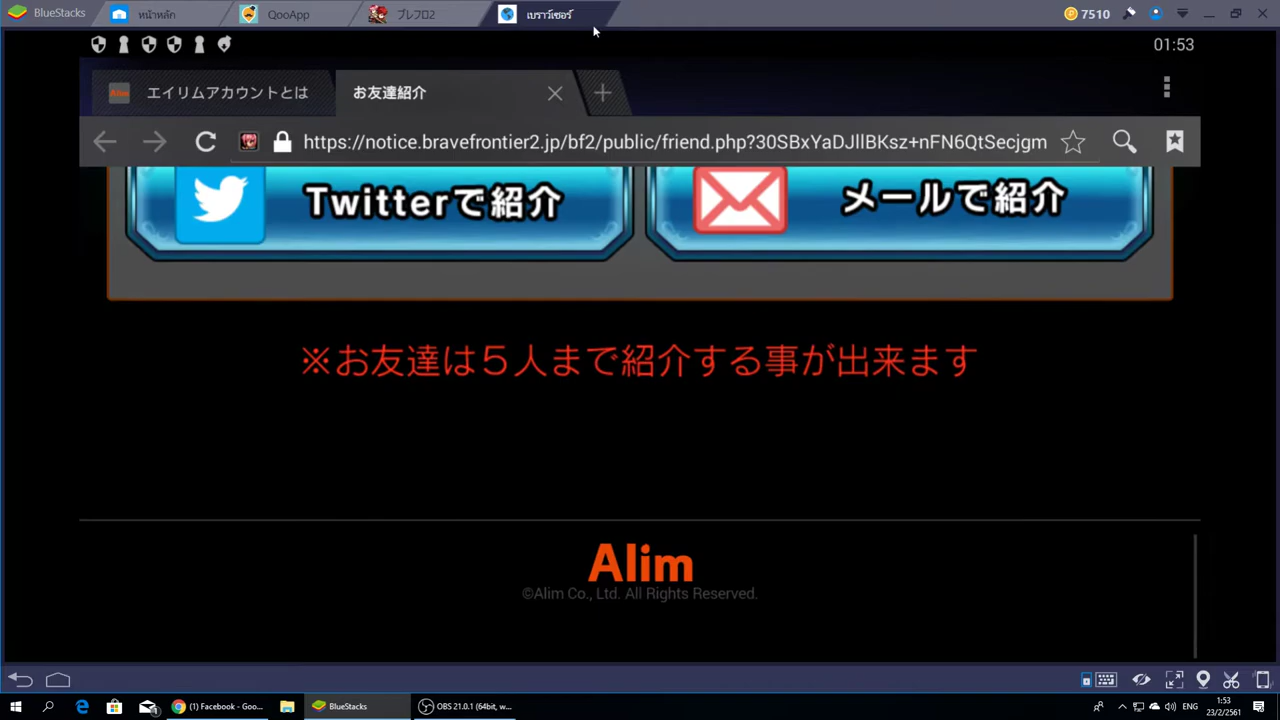 BlueStacks
หน้าหลัก
QooApp
ブレフロ2
เบราว์เซอร์
7510
01:53
Alim
エイリムアカウントとは
お友達紹介
https://notice.bravefrontier2.jp/bf2/public/friend.php?30SBxYaDJllBKsz+nFN6QtSecjgm
Twitterで紹介
メールで紹介
※お友達は５人まで紹介する事が出来ます
Alim
©Alim Co., Ltd. All Rights Reserved.
(1) Facebook - Goo...
BlueStacks
OBS 21.0.1 (64bit, w...
ENG
1:53
23/2/2561